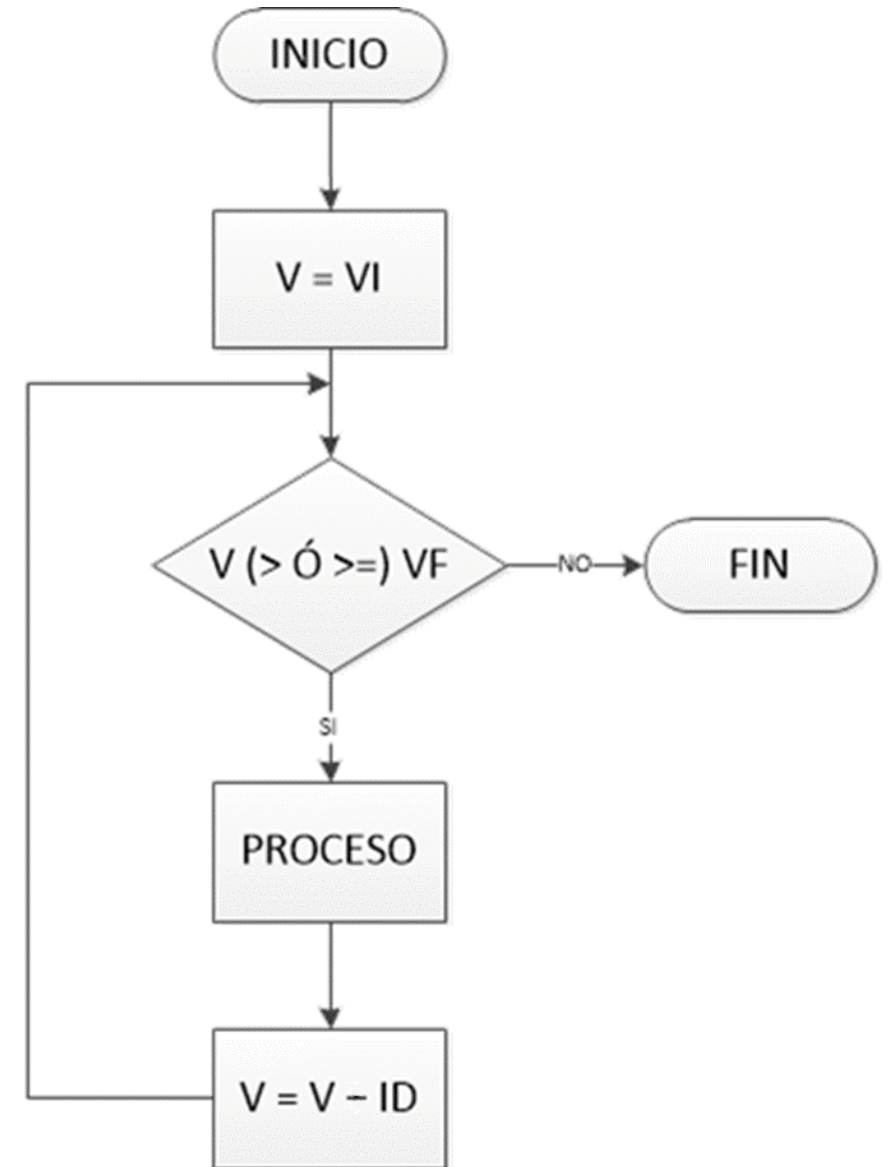 INICIO
V = VI
V (> Ó >=) VF
NO
FIN
SI
PROCESO
V = V – ID